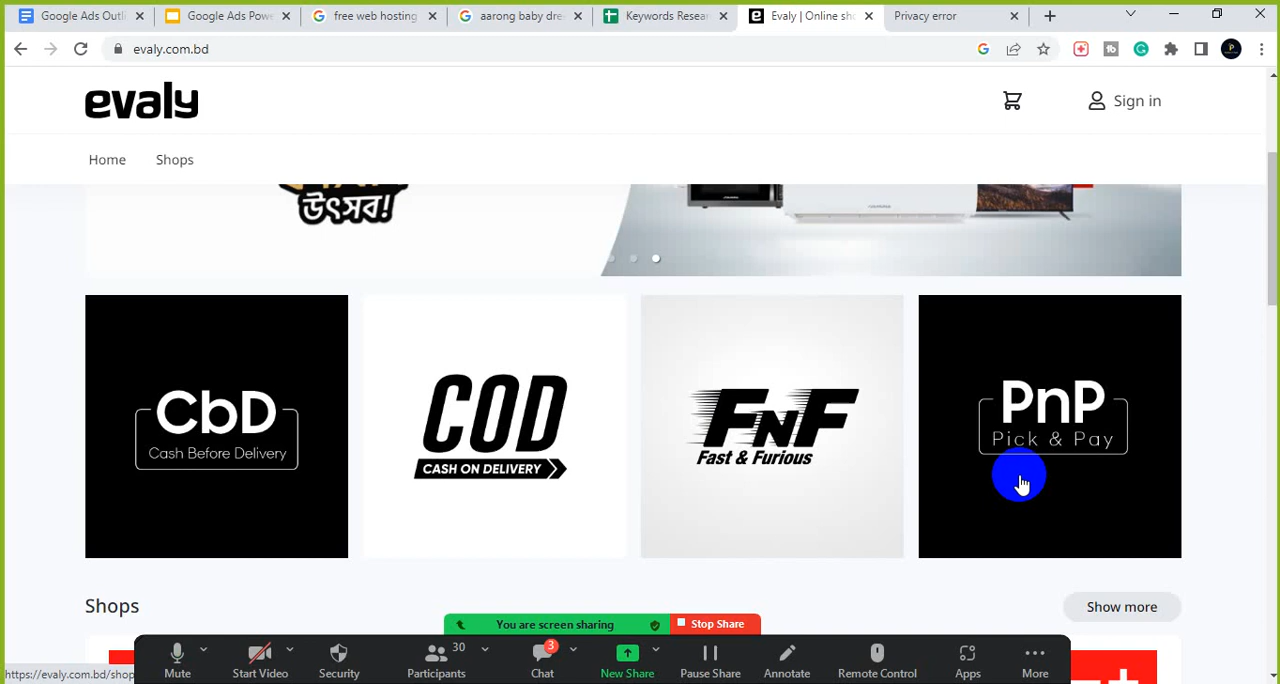 Google Ads Outli
Google Ads Powe
free web hosting
aarong baby dre
Keywords Resear
Evaly | Online sh
Privacy error
evaly.com.bd
evaly
Sign in
Home
Shops
উৎসব!
CbD
Cash Before Delivery
COD
CASH ON DELIVERY
FNF
Fast & Furious
PnP
Pick & Pay
Shops
Show more
You are screen sharing
Stop Share
30
3
Mute
Start Video
Security
Participants
Chat
New Share
Pause Share
Annotate
Remote Control
Apps
More
https://evaly.com.bd/shop